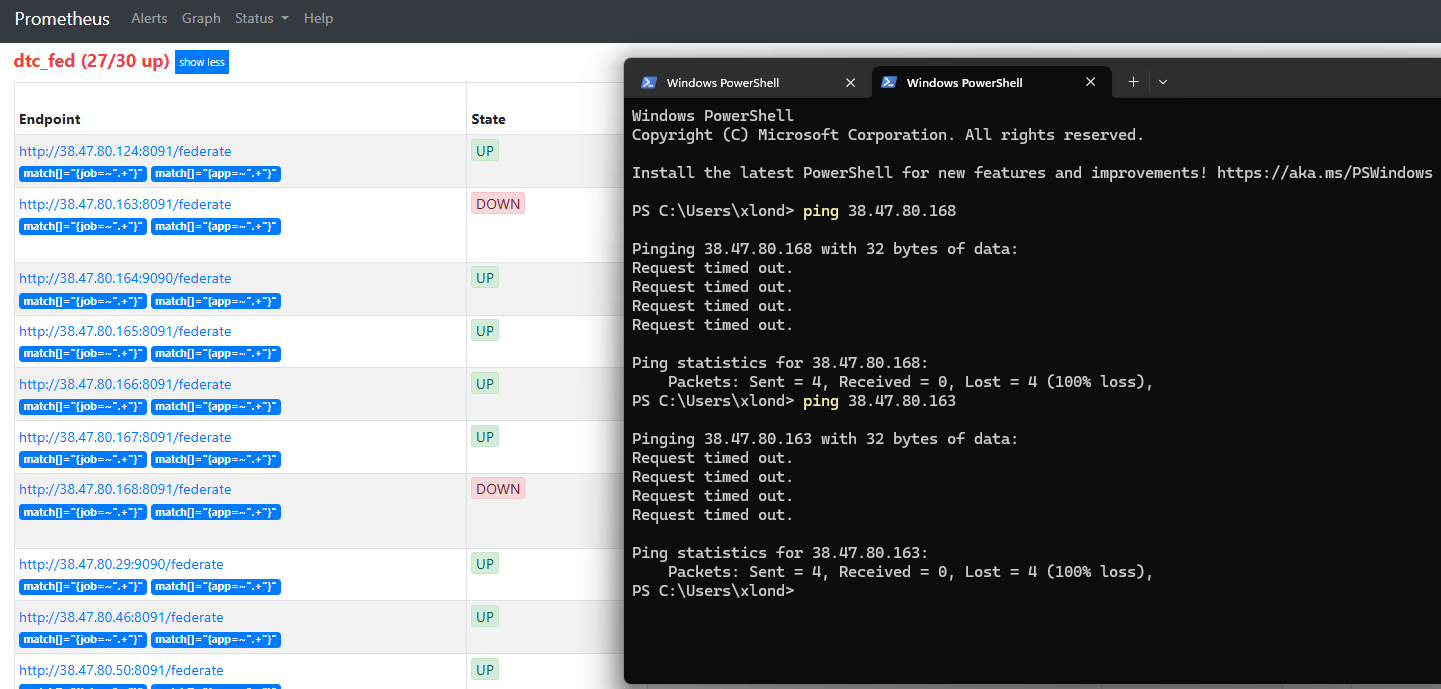 Prometheus Alerts Graph Status Help
dtc_fed (27/30 up) show less
Endpoint State
http://38.47.80.124:8091/federate UP
match[]="{job=~".+"}" match[]="{app=~".+"}"
http://38.47.80.163:8091/federate DOWN
match[]="{job=~".+"}" match[]="{app=~".+"}"
http://38.47.80.164:9090/federate UP
match[]="{job=~".+"}" match[]="{app=~".+"}"
http://38.47.80.165:8091/federate UP
match[]="{job=~".+"}" match[]="{app=~".+"}"
http://38.47.80.166:8091/federate UP
match[]="{job=~".+"}" match[]="{app=~".+"}"
http://38.47.80.167:8091/federate UP
match[]="{job=~".+"}" match[]="{app=~".+"}"
http://38.47.80.168:8091/federate DOWN
match[]="{job=~".+"}" match[]="{app=~".+"}"
http://38.47.80.29:9090/federate UP
match[]="{job=~".+"}" match[]="{app=~".+"}"
http://38.47.80.46:8091/federate UP
match[]="{job=~".+"}" match[]="{app=~".+"}"
http://38.47.80.50:8091/federate UP
Windows PowerShell Windows PowerShell
Windows PowerShell
Copyright (C) Microsoft Corporation. All rights reserved.
Install the latest PowerShell for new features and improvements! https://aka.ms/PSWindows
PS C:\Users\xlond> ping 38.47.80.168
Pinging 38.47.80.168 with 32 bytes of data:
Request timed out.
Request timed out.
Request timed out.
Request timed out.
Ping statistics for 38.47.80.168:
Packets: Sent = 4, Received = 0, Lost = 4 (100% loss),
PS C:\Users\xlond> ping 38.47.80.163
Pinging 38.47.80.163 with 32 bytes of data:
Request timed out.
Request timed out.
Request timed out.
Request timed out.
Ping statistics for 38.47.80.163:
Packets: Sent = 4, Received = 0, Lost = 4 (100% loss),
PS C:\Users\xlond>